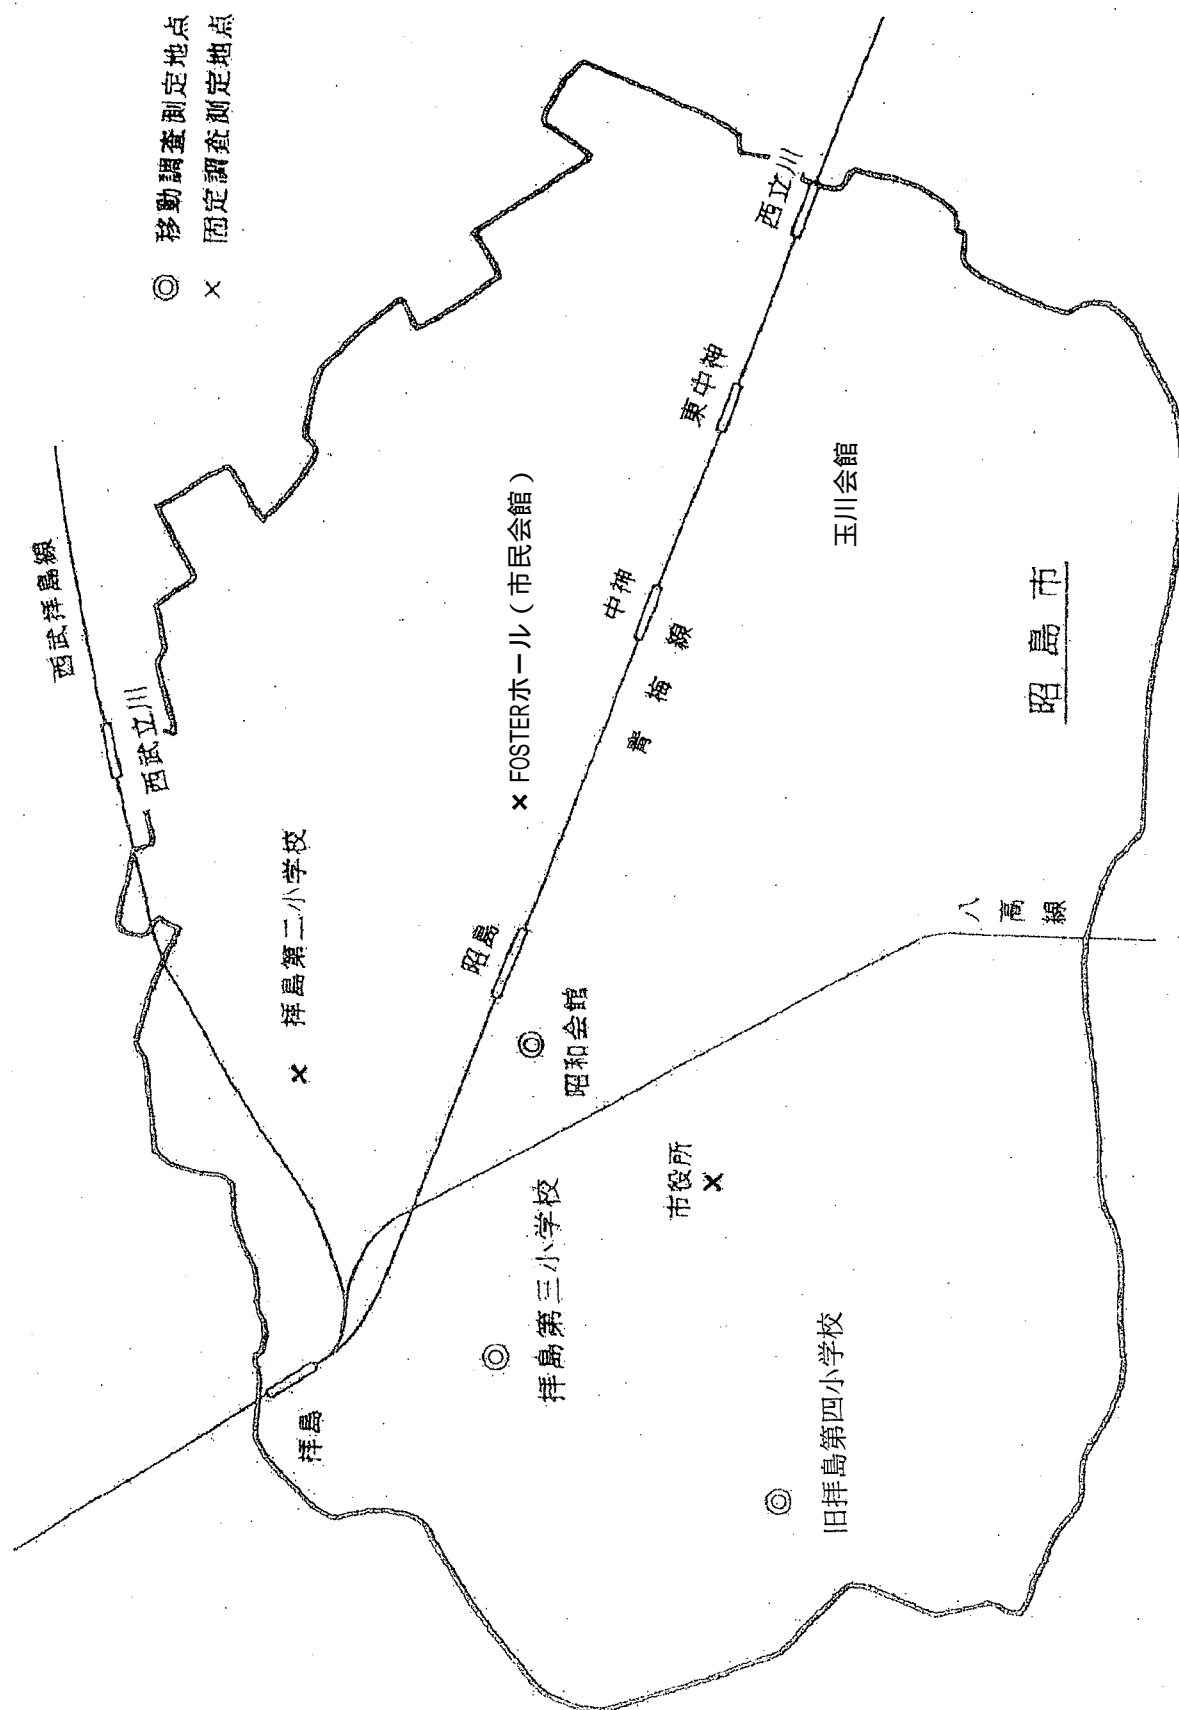 ◎ 移動調査測定地点
× 固定調査測定地点
西武拝島線
西武立川
拝島第二小学校
×
× FOSTERホール(市民会館)
西立川
東中神
中神
青梅線
昭島
◎
昭和会館
玉川会館
拝島
◎
拝島第三小学校
市役所
×
◎
旧拝島第四小学校
八高線
昭島市